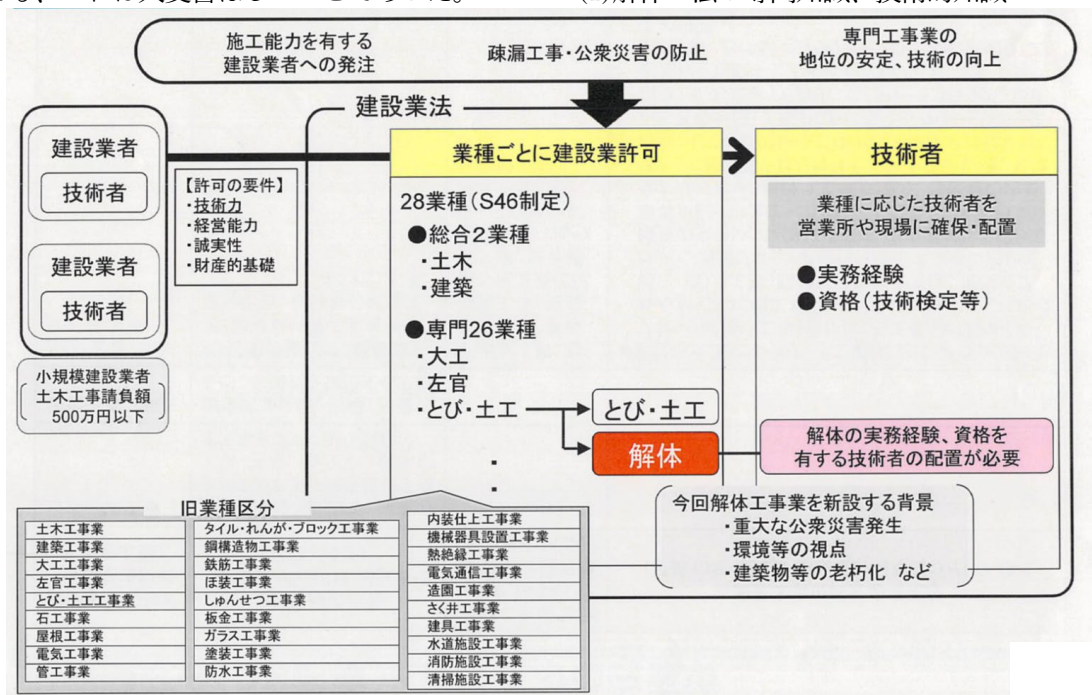 施工能力を有する
建設業者への発注
疎漏工事・公衆災害の防止
専門工事業の
地位の安定、技術の向上
建設業法
建設業者
技術者
建設業者
技術者
小規模建設業者
土木工事請負額
500万円以下
【許可の要件】
・技術力
・経営能力
・誠実性
・財産的基礎
業種ごとに建設業許可
28業種(S46制定)
●総合2業種
・土木
・建築
●専門26業種
・大工
・左官
・とび・土工
とび・土工
解体
技術者
業種に応じた技術者を
営業所や現場に確保・配置
●実務経験
●資格(技術検定等)
解体の実務経験、資格を
有する技術者の配置が必要
今回解体工事業を新設する背景
・重大な公衆災害発生
・環境等の視点
・建築物等の老朽化 など
旧業種区分
土木工事業
建築工事業
大工工事業
左官工事業
とび・土工工事業
石工事業
屋根工事業
電気工事業
管工事業
タイル・れんが・ブロック工事業
鋼構造物工事業
鉄筋工事業
ほ装工事業
しゅんせつ工事業
板金工事業
ガラス工事業
塗装工事業
防水工事業
内装仕上工事業
機械器具設置工事業
熱絶縁工事業
電気通信工事業
造園工事業
さく井工事業
建具工事業
水道施設工事業
消防施設工事業
清掃施設工事業